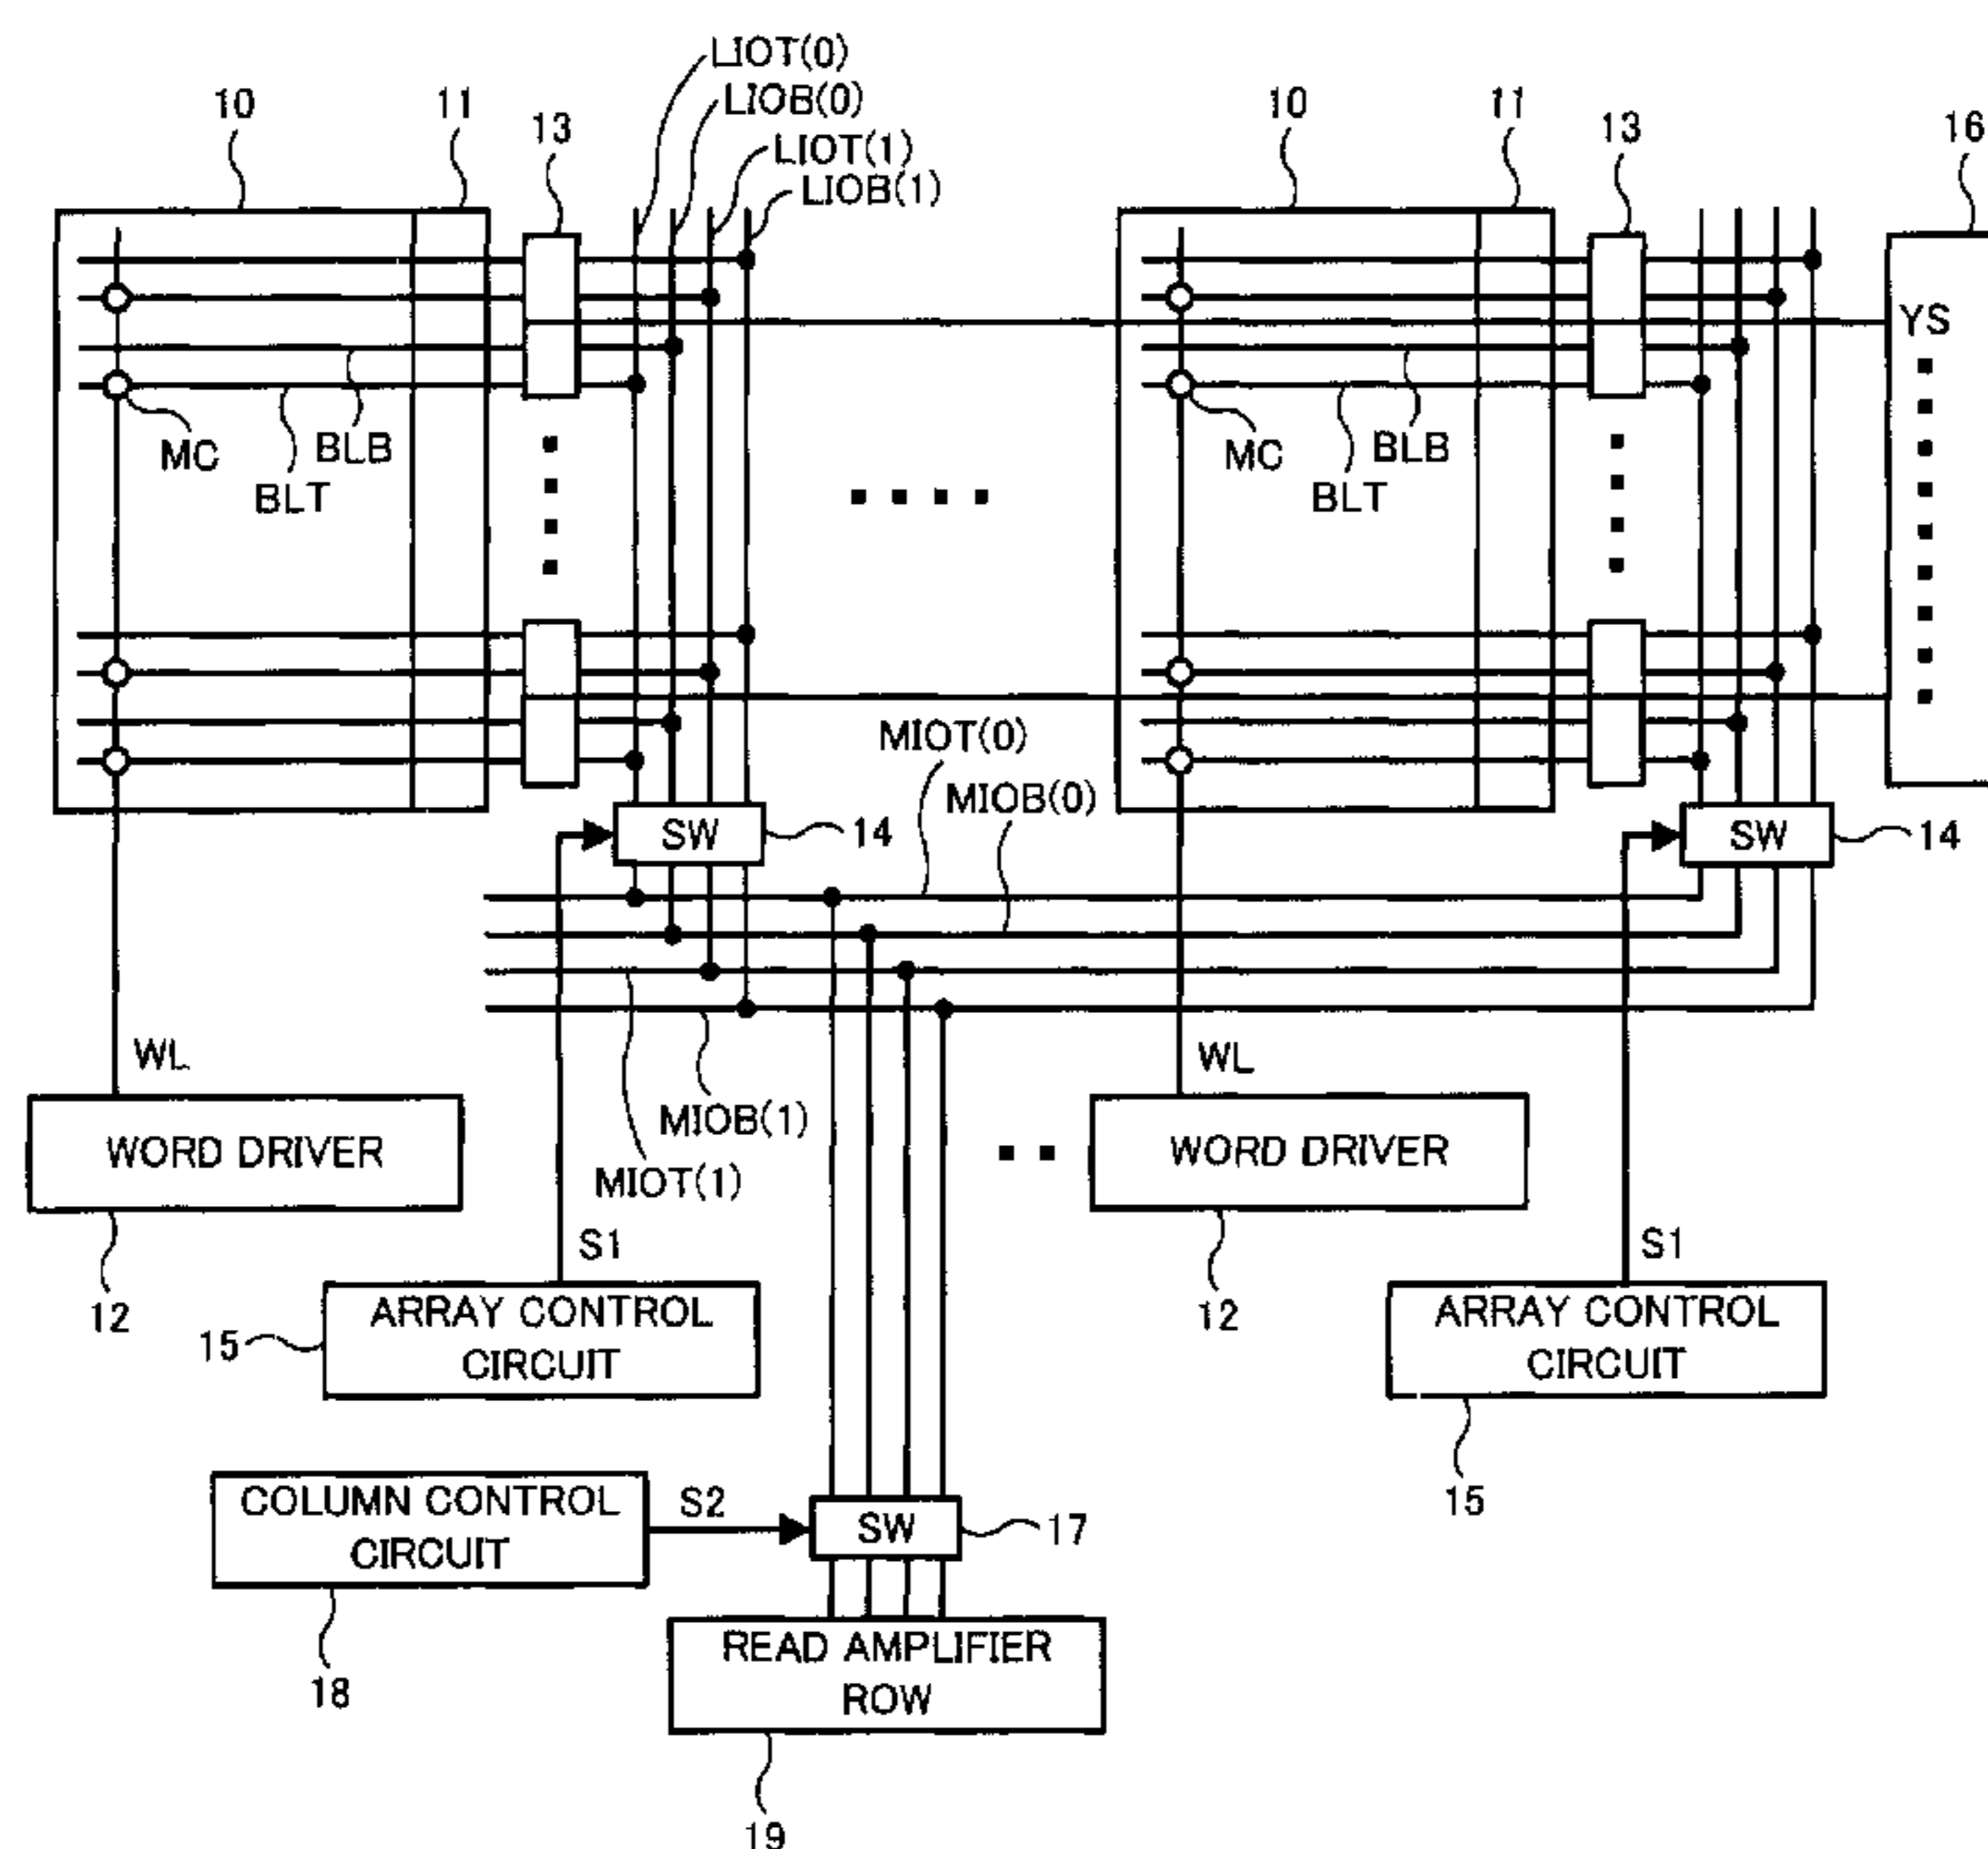 LIOT(0)
LIOB(0)
LIOT(1)
LIOB(1)
10
11
13
10
11
13
16
YS
MC
BLB
BLT
MC
BLB
BLT
MIOT(0)
MIOB(0)
SW
14
SW
14
WL
WL
MIOB(1)
MIOT(1)
WORD DRIVER
WORD DRIVER
12
12
S1
S1
ARRAY CONTROL
CIRCUIT
15
ARRAY CONTROL
CIRCUIT
15
COLUMN CONTROL
CIRCUIT
18
S2
SW
17
READ AMPLIFIER
ROW
19